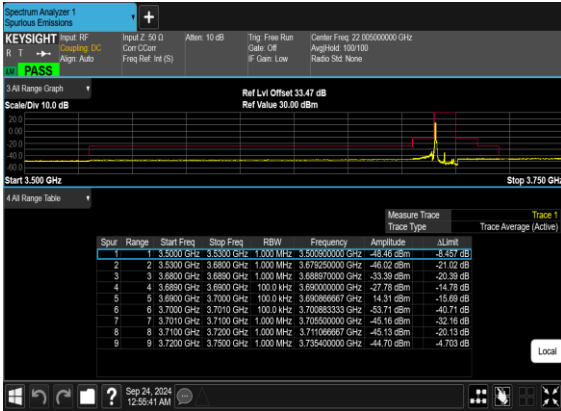 Spectrum Analyzer 1
Spurious Emissions
KEYSIGHT Input: RF Input Z: 50 Ω Atten: 10 dB Trig: Free Run Center Freq: 22.005000000 GHz
R T Coupling: DC Corr CCorr Gate: Off Avg|Hold: 100/100
Align: Auto Freq Ref: Int (S) IF Gain: Low Radio Std: None
LXI PASS
3 All Range Graph Ref Lvl Offset 33.47 dB
Scale/Div 10.0 dB Ref Value 30.00 dBm
20.0
0.00
-20.0
-40.0
-60.0
Start 3.500 GHz Stop 3.750 GHz
4 All Range Table
Measure Trace Trace 1
Trace Type Trace Average (Active)
Spur Range Start Freq Stop Freq RBW Frequency Amplitude ΔLimit
1 1 3.5000 GHz 3.5300 GHz 1.000 MHz 3.500900000 GHz -48.46 dBm -8.457 dB
2 2 3.5300 GHz 3.6800 GHz 1.000 MHz 3.679250000 GHz -46.02 dBm -21.02 dB
3 3 3.6800 GHz 3.6890 GHz 1.000 MHz 3.688970000 GHz -33.39 dBm -20.39 dB
4 4 3.6890 GHz 3.6900 GHz 100.0 kHz 3.690000000 GHz -27.78 dBm -14.78 dB
5 5 3.6900 GHz 3.7000 GHz 100.0 kHz 3.690866667 GHz 14.31 dBm -15.69 dB
6 6 3.7000 GHz 3.7010 GHz 100.0 kHz 3.700883333 GHz -53.71 dBm -40.71 dB
7 7 3.7010 GHz 3.7100 GHz 1.000 MHz 3.705500000 GHz -45.16 dBm -32.16 dB
8 8 3.7100 GHz 3.7200 GHz 1.000 MHz 3.711066667 GHz -45.13 dBm -20.13 dB
9 9 3.7200 GHz 3.7500 GHz 1.000 MHz 3.735400000 GHz -44.70 dBm -4.703 dB
Local
Sep 24, 2024
12:55:41 AM